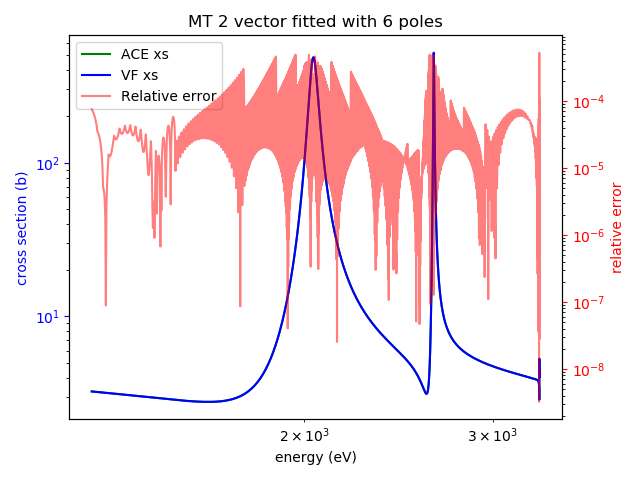 MT 2 vector fitted with 6 poles
ACE xs
VF xs
Relative error
cross section (b)
10²
10¹
10⁻⁴
10⁻⁵
10⁻⁶
10⁻⁷
10⁻⁸
relative error
2 × 10³
3 × 10³
energy (eV)